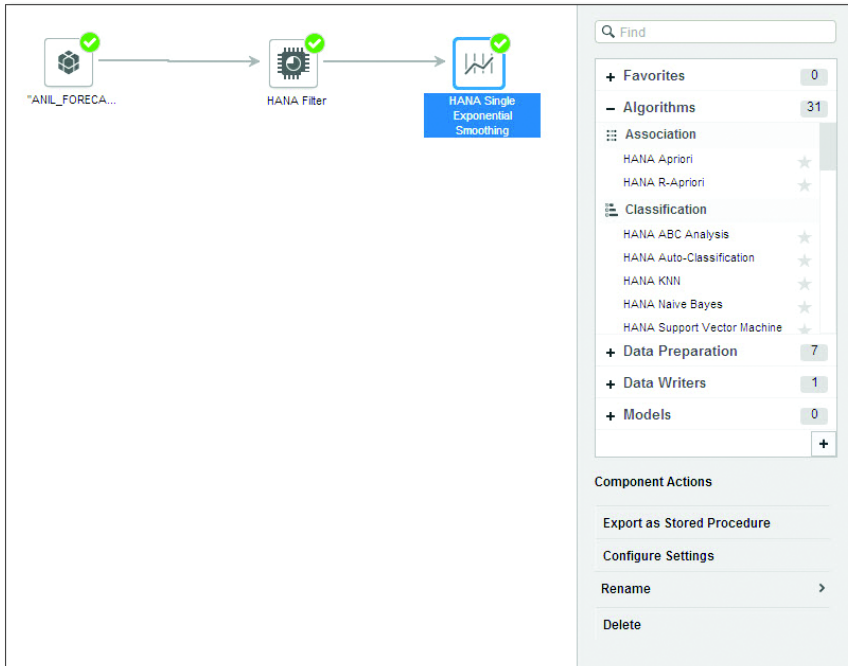 "ANIL_FORECA...
HANA Filter
HANA Single
Exponential
Smoothing
Find
+ Favorites 0
– Algorithms 31
Association
HANA Apriori
HANA R-Apriori
Classification
HANA ABC Analysis
HANA Auto-Classification
HANA KNN
HANA Naive Bayes
HANA Support Vector Machine
+ Data Preparation 7
+ Data Writers 1
+ Models 0
+
Component Actions
Export as Stored Procedure
Configure Settings
Rename >
Delete